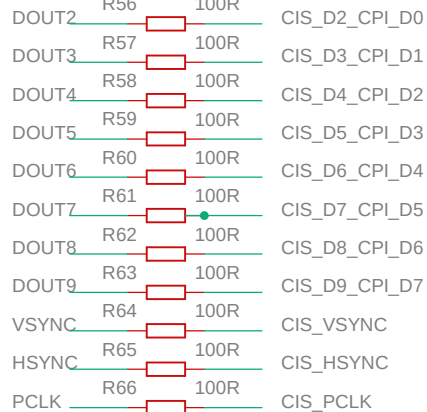 R56 100R
DOUT2 CIS_D2_CPI_D0
R57 100R
DOUT3 CIS_D3_CPI_D1
R58 100R
DOUT4 CIS_D4_CPI_D2
R59 100R
DOUT5 CIS_D5_CPI_D3
R60 100R
DOUT6 CIS_D6_CPI_D4
R61 100R
DOUT7 CIS_D7_CPI_D5
R62 100R
DOUT8 CIS_D8_CPI_D6
R63 100R
DOUT9 CIS_D9_CPI_D7
R64 100R
VSYNC CIS_VSYNC
R65 100R
HSYNC CIS_HSYNC
R66 100R
PCLK CIS_PCLK